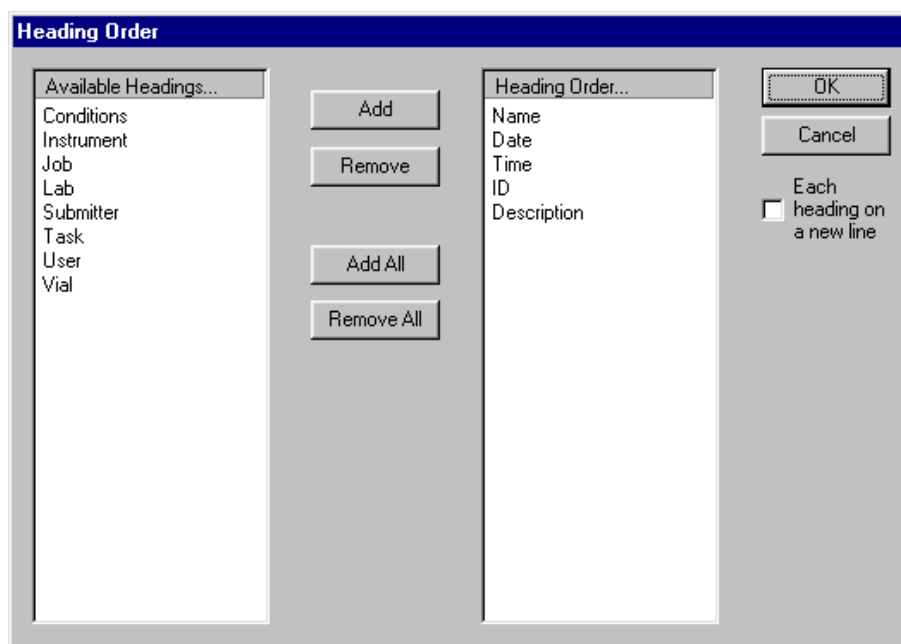 Heading Order
Available Headings...
Conditions
Instrument
Job
Lab
Submitter
Task
User
Vial
Add
Remove
Add All
Remove All
Heading Order...
Name
Date
Time
ID
Description
OK
Cancel
Each
heading on
a new line